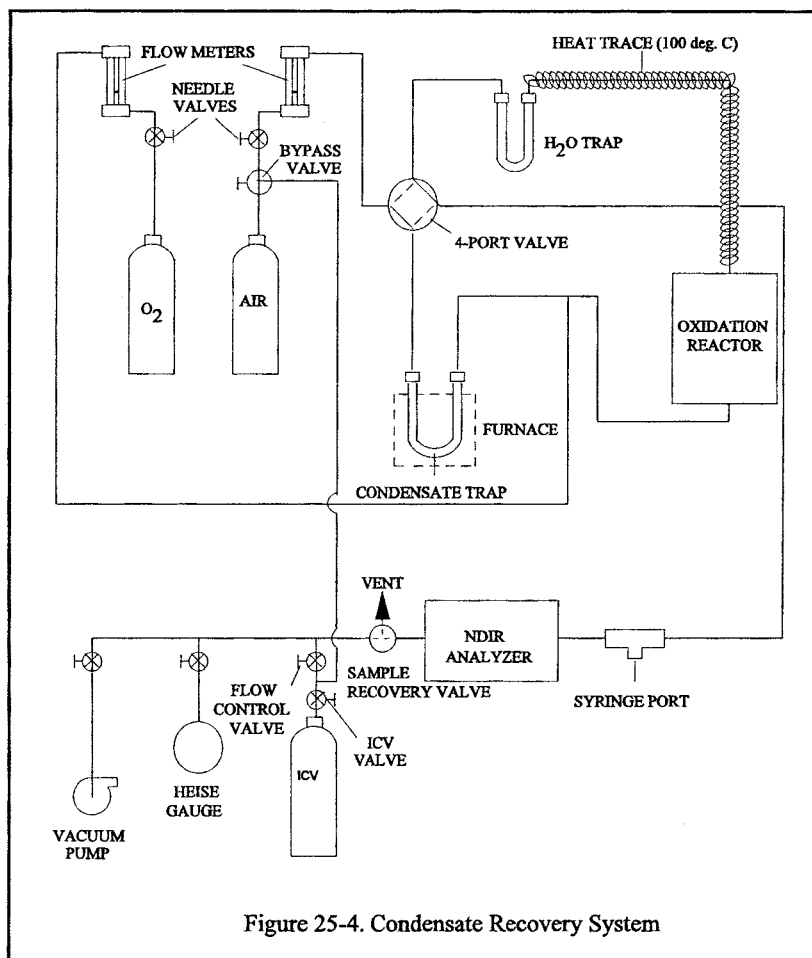 FLOW METERS
HEAT TRACE (100 deg. C)
NEEDLE
VALVES
H2O TRAP
BYPASS
VALVE
4-PORT VALVE
O2
AIR
OXIDATION
REACTOR
FURNACE
CONDENSATE TRAP
VENT
NDIR
ANALYZER
SAMPLE
RECOVERY VALVE
SYRINGE PORT
FLOW
CONTROL
VALVE
ICV
VALVE
ICV
HEISE
GAUGE
VACUUM
PUMP
Figure 25-4. Condensate Recovery System